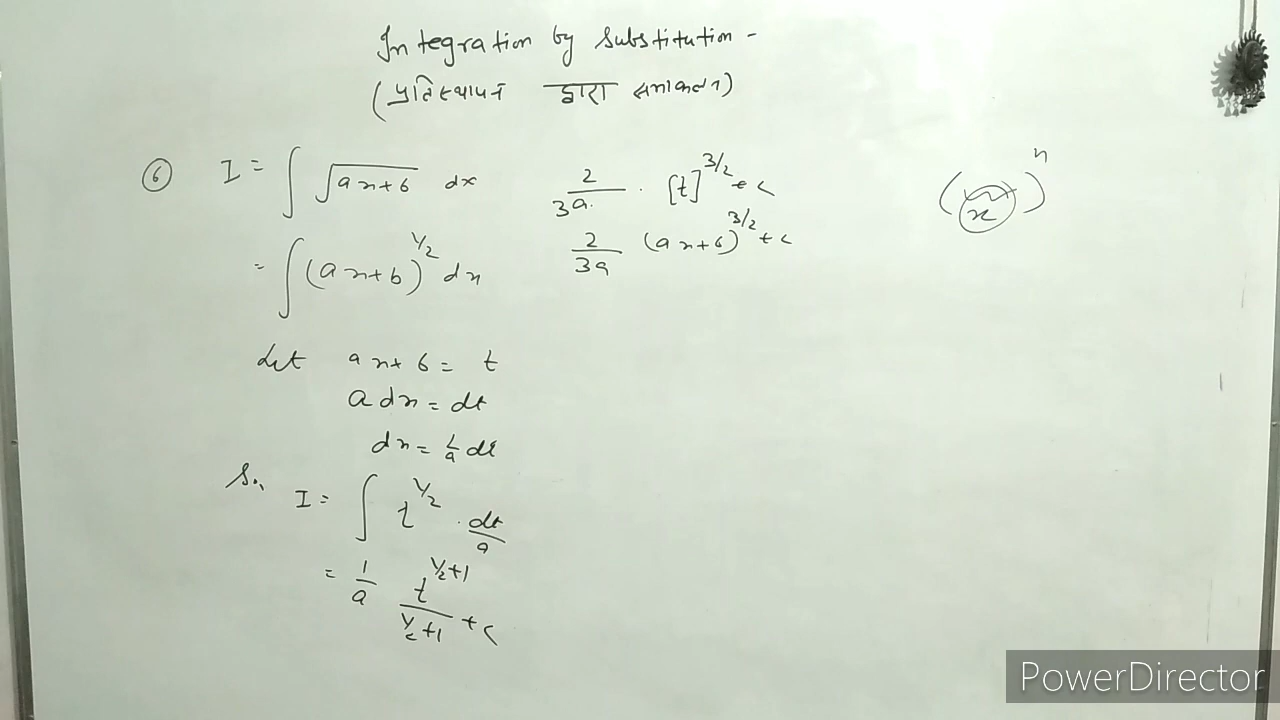 Integration by Substitution -
(प्रतिस्थापन द्वारा समाकलन)
⑥ I = ∫ √ax+b dx
= ∫ (ax+b)^1/2 dx
Let ax+b = t
a dx = dt
dx = 1/a dt
So, I = ∫ t^1/2 . dt/a
= 1/a t^1/2+1 / 1/2+1 + c
2/3a . [t]^3/2 + c
2/3a (ax+b)^3/2 + c
(x)^n
PowerDirector